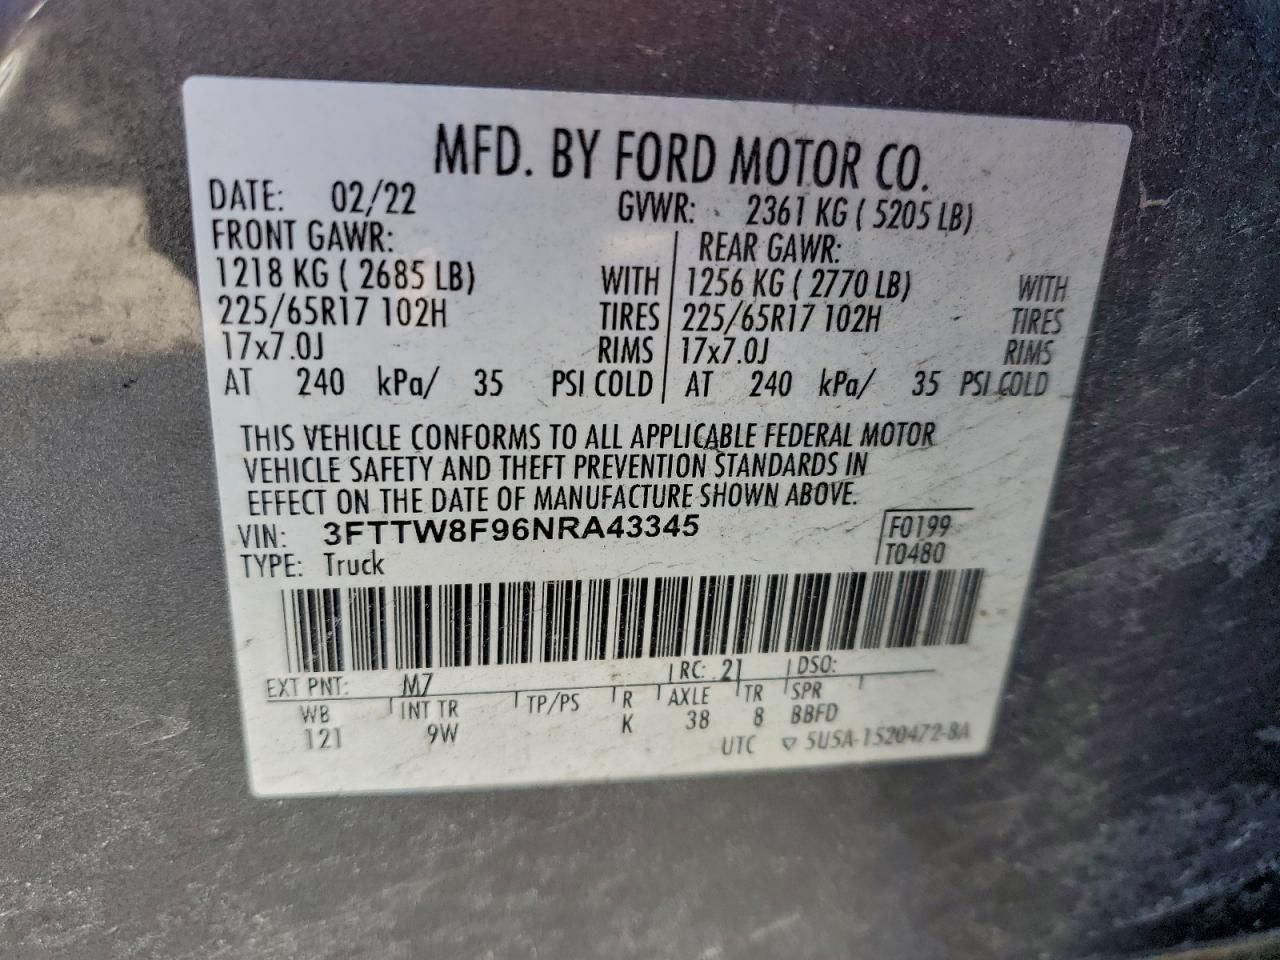 MFD. BY FORD MOTOR CO.
DATE: 02/22 GVWR: 2361 KG ( 5205 LB)
FRONT GAWR: REAR GAWR:
1218 KG ( 2685 LB) WITH 1256 KG ( 2770 LB) WITH
225/65R17 102H TIRES 225/65R17 102H TIRES
17x7.0J RIMS 17x7.0J RIMS
AT 240 kPa/ 35 PSI COLD AT 240 kPa/ 35 PSI COLD
THIS VEHICLE CONFORMS TO ALL APPLICABLE FEDERAL MOTOR
VEHICLE SAFETY AND THEFT PREVENTION STANDARDS IN
EFFECT ON THE DATE OF MANUFACTURE SHOWN ABOVE.
VIN: 3FTTW8F96NRA43345 F0199
TYPE: Truck T0480
EXT PNT: M7 RC: 21 DSO:
WB INT TR TP/PS R AXLE TR SPR
121 9W K 38 8 BBFD
UTC ▽ 5USA-1520472-BA